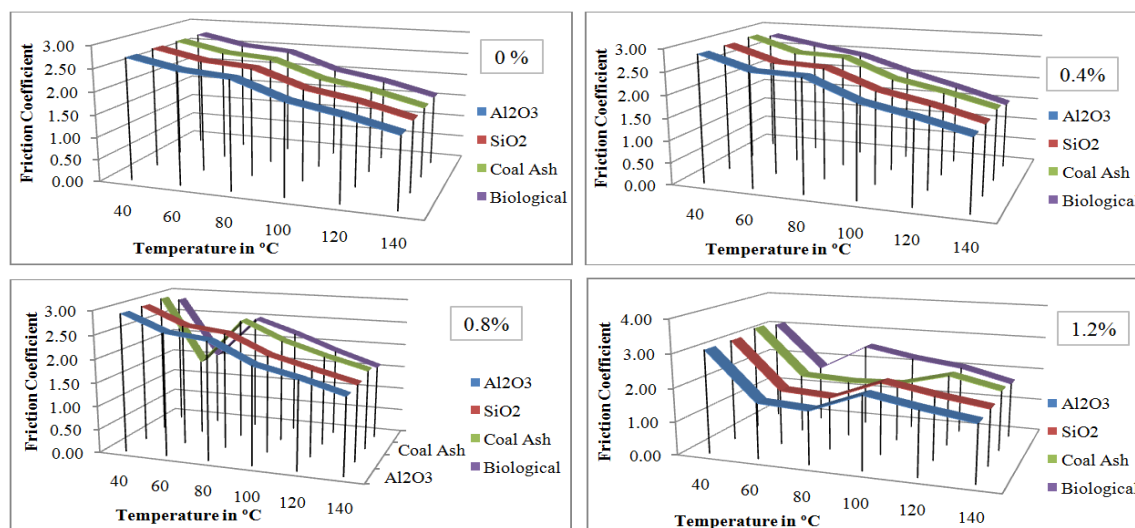 3.00
2.50
2.00
1.50
1.00
0.50
0.00
Friction Coefficient
40
60
80
100
120
140
Temperature in ºC
0 %
Al2O3
SiO2
Coal Ash
Biological
3.00
2.50
2.00
1.50
1.00
0.50
0.00
Friction Coefficient
40
60
80
100
120
140
Temperature in ºC
0.4%
Al2O3
SiO2
Coal Ash
Biological
3.00
2.50
2.00
1.50
1.00
0.50
0.00
Friction Coefficient
40
60
80
100
120
140
Temperature in ºC
Coal Ash
Al2O3
0.8%
Al2O3
SiO2
Coal Ash
Biological
4.00
3.00
2.00
1.00
0.00
Friction Coefficient
40
60
80
100
120
140
Temperature in ºC
1.2%
Al2O3
SiO2
Coal Ash
Biological